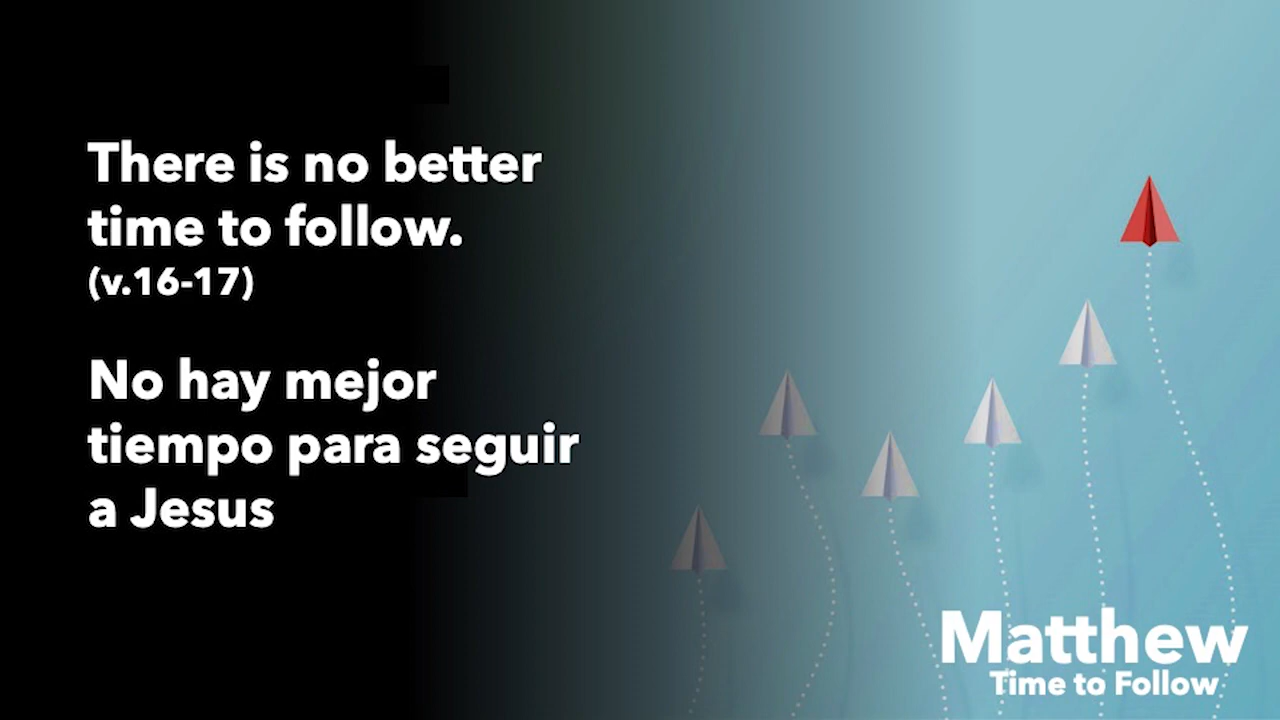 There is no better
time to follow.
(v.16-17)
No hay mejor
tiempo para seguir
a Jesus
Matthew
Time to Follow